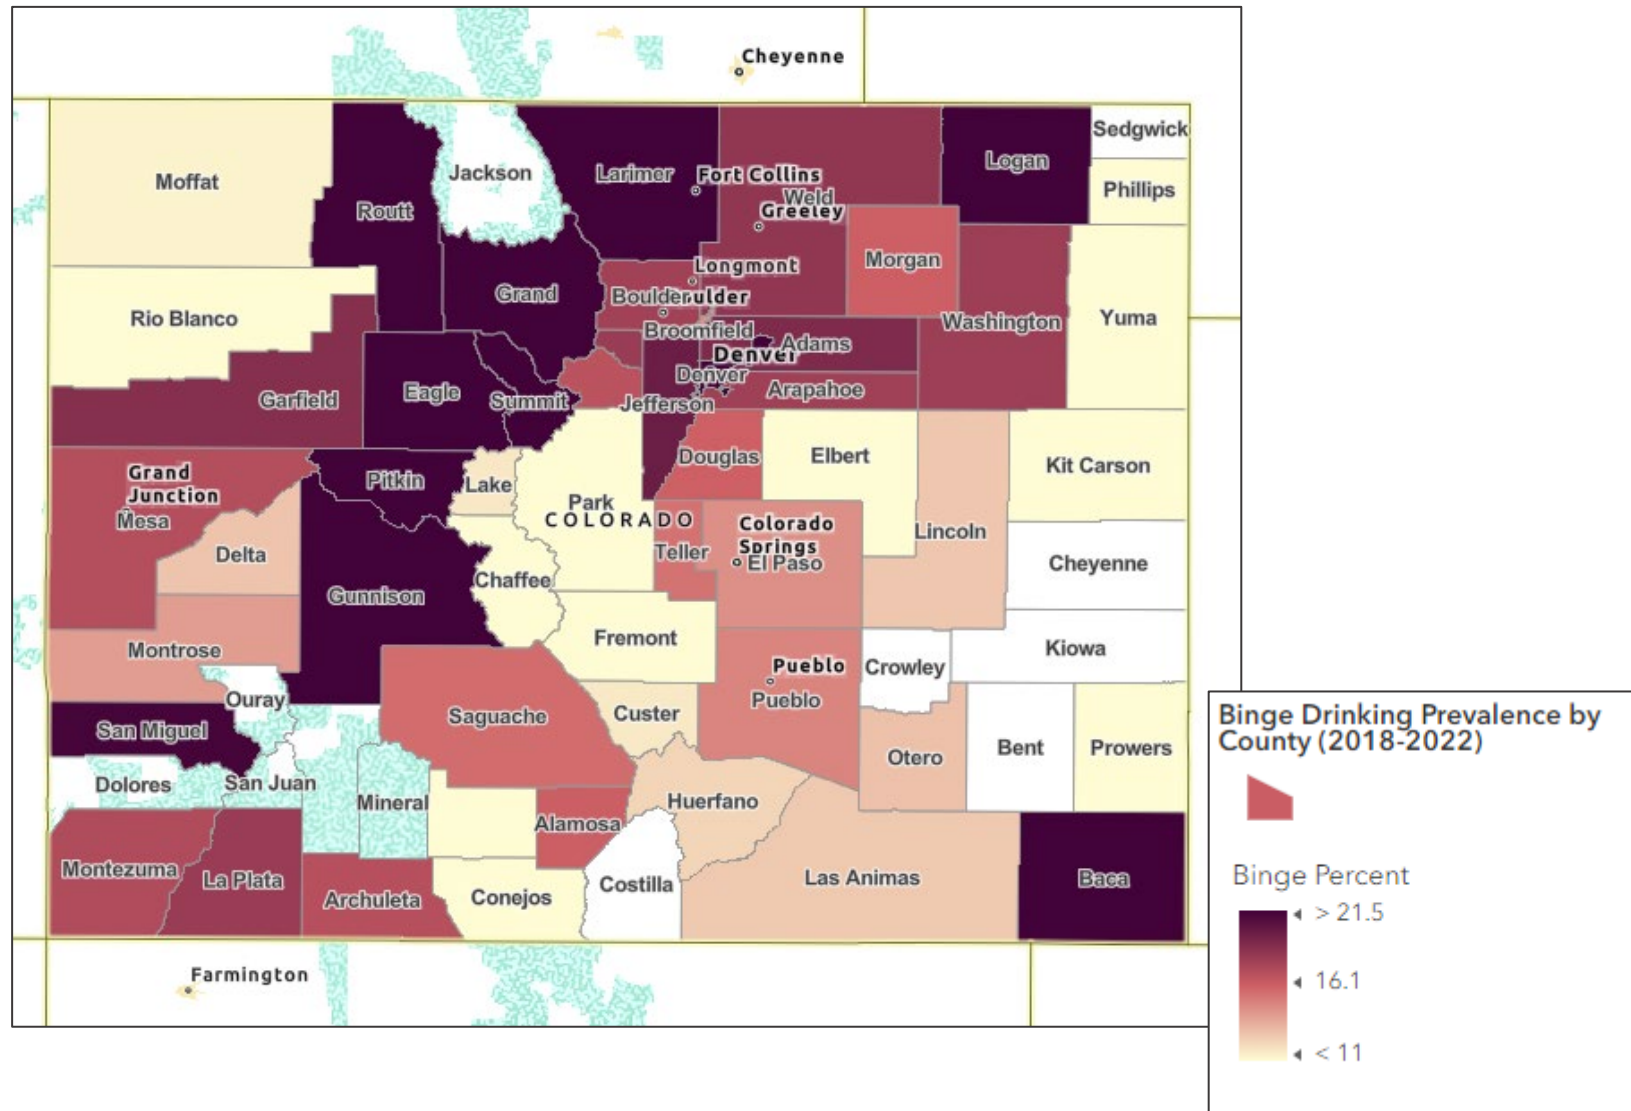 Cheyenne
Sedgwick
Logan
Moffat
Jackson
Larimer
Fort Collins
Phillips
Weld
Routt
Greeley
Morgan
Longmont
Grand
Boulder
Boulder
Rio Blanco
Washington
Yuma
Broomfield
Adams
Denver
Denver
Eagle
Arapahoe
Garfield
Summit
Jefferson
Douglas
Elbert
Kit Carson
Grand
Junction
Pitkin
Lake
Park
Mesa
COLORADO
Colorado
Springs
Lincoln
Delta
Teller
El Paso
Cheyenne
Chaffee
Gunnison
Fremont
Montrose
Kiowa
Pueblo
Crowley
Ouray
Pueblo
Saguache
Custer
San Miguel
Otero
Bent
Prowers
Dolores
San Juan
Mineral
Huerfano
Alamosa
Montezuma
La Plata
Costilla
Las Animas
Baca
Archuleta
Conejos
Farmington
Binge Drinking Prevalence by
County (2018-2022)
Binge Percent
> 21.5
16.1
< 11